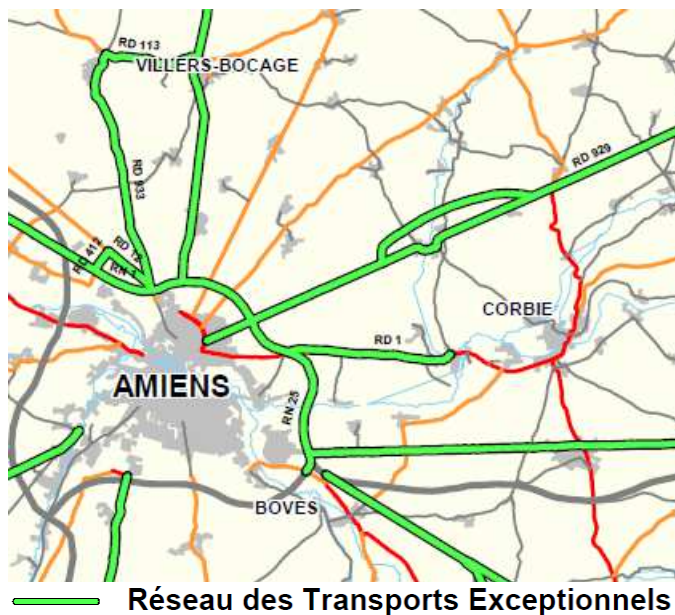 RD 113
VILLERS-BOCAGE
RD 929
RD 933
RD 412
RD 12
RN 1
CORBIE
RD 1
AMIENS
RN 25
BOVES
Réseau des Transports Exceptionnels